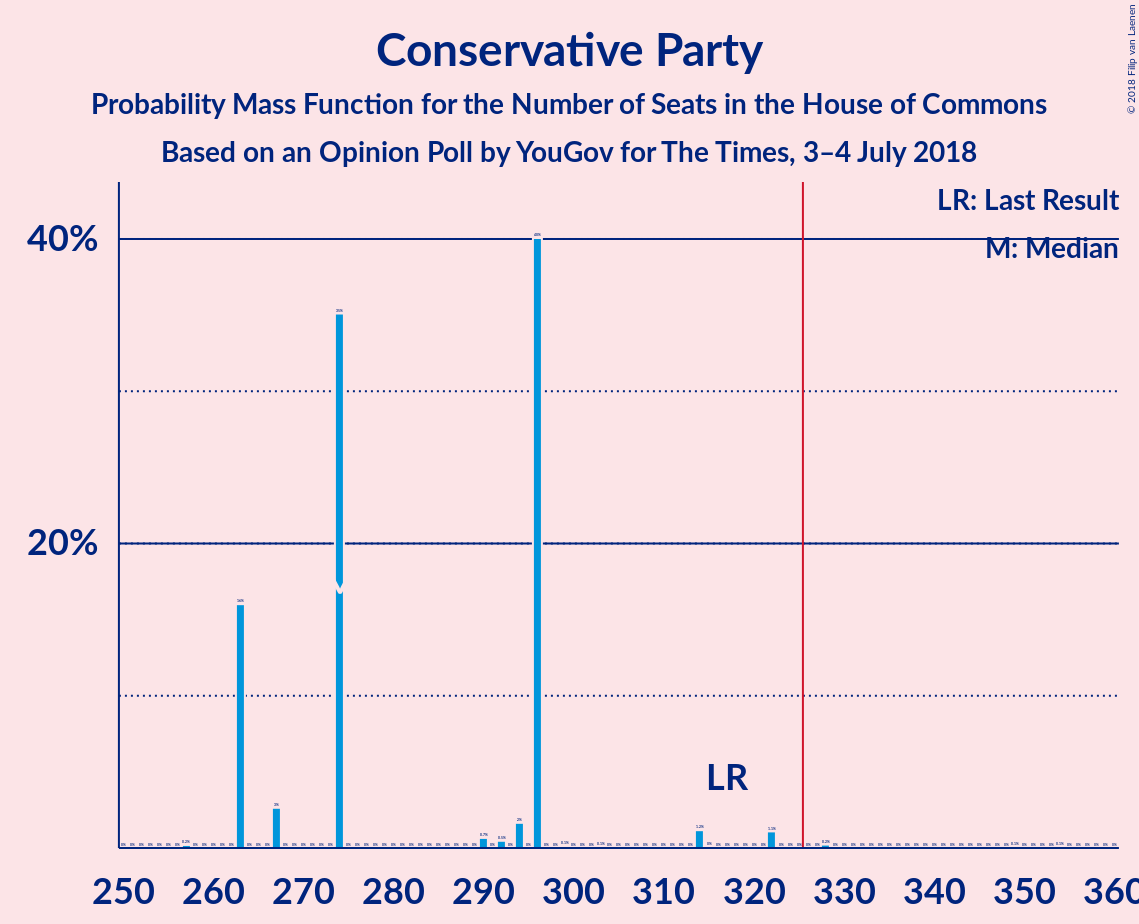 Conservative Party
Probability Mass Function for the Number of Seats in the House of Commons
Based on an Opinion Poll by YouGov for The Times, 3–4 July 2018
© 2018 Filip van Laenen
LR: Last Result
M: Median
40%
20%
M
LR
250 260 270 280 290 300 310 320 330 340 350 360